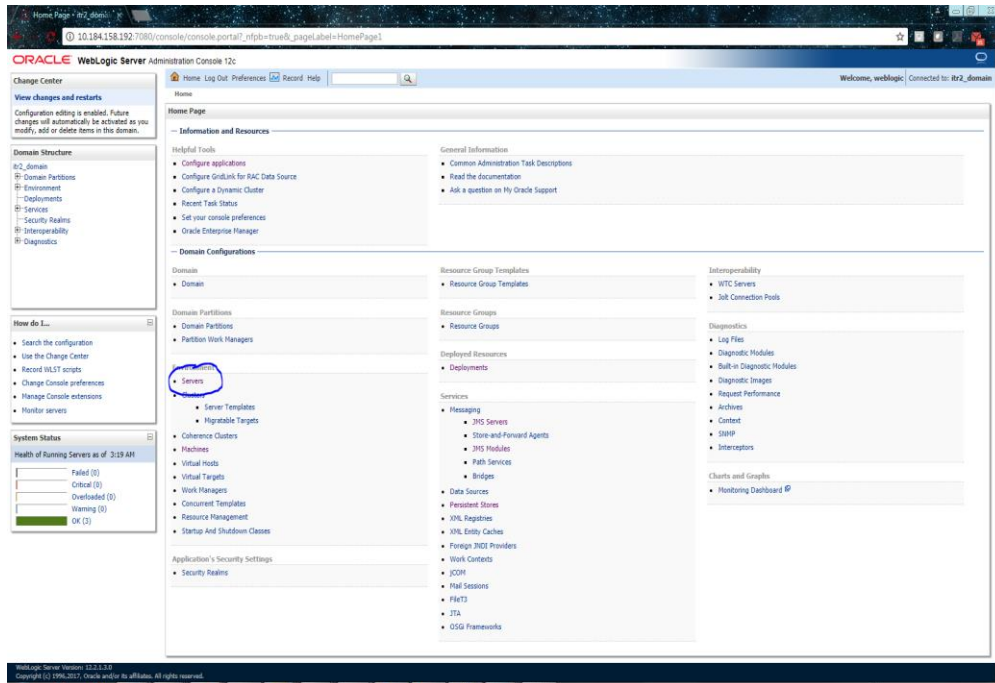 Home Page - itr2_domai
10.184.158.192:7080/console/console.portal?_nfpb=true&_pageLabel=HomePage1
ORACLE WebLogic Server Administration Console 12c
Change Center
View changes and restarts
Configuration editing is enabled. Future
changes will automatically be activated as you
modify, add or delete items in this domain.
Domain Structure
itr2_domain
Domain Partitions
Environment
Deployments
Services
Security Realms
Interoperability
Diagnostics
How do I...
Search the configuration
Use the Change Center
Record WLST scripts
Change Console preferences
Manage Console extensions
Monitor servers
System Status
Health of Running Servers as of 3:19 AM
Failed (0)
Critical (0)
Overloaded (0)
Warning (0)
OK (3)
Home Log Out Preferences Record Help
Welcome, weblogic Connected to: itr2_domain
Home
Home Page
Information and Resources
Helpful Tools
Configure applications
Configure GridLink for RAC Data Source
Configure a Dynamic Cluster
Recent Task Status
Set your console preferences
Oracle Enterprise Manager
General Information
Common Administration Task Descriptions
Read the documentation
Ask a question on My Oracle Support
Domain Configurations
Domain
Domain
Domain Partitions
Domain Partitions
Partition Work Managers
Environment
Servers
Clusters
Server Templates
Migratable Targets
Coherence Clusters
Machines
Virtual Hosts
Virtual Targets
Work Managers
Concurrent Templates
Resource Management
Startup And Shutdown Classes
Application's Security Settings
Security Realms
Resource Group Templates
Resource Group Templates
Resource Groups
Resource Groups
Deployed Resources
Deployments
Services
Messaging
JMS Servers
Store-and-Forward Agents
JMS Modules
Path Services
Bridges
Data Sources
Persistent Stores
XML Registries
XML Entity Caches
Foreign JNDI Providers
Work Contexts
jCOM
Mail Sessions
FileT3
JTA
OSGi Frameworks
Interoperability
WTC Servers
Jolt Connection Pools
Diagnostics
Log Files
Diagnostic Modules
Built-in Diagnostic Modules
Diagnostic Images
Request Performance
Archives
Context
SNMP
Interceptors
Charts and Graphs
Monitoring Dashboard
WebLogic Server Version: 12.2.1.3.0
Copyright (c) 1996,2017, Oracle and/or its affiliates. All rights reserved.